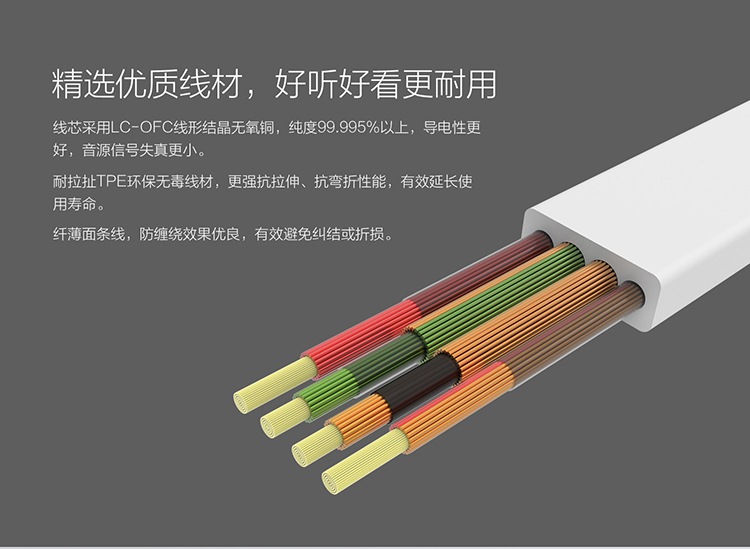 精选优质线材，好听好看更耐用
线芯采用LC-OFC线形结晶无氧铜，纯度99.995%以上，导电性更
好，音源信号失真更小。
耐拉扯TPE环保无毒线材，更强抗拉伸、抗弯折性能，有效延长使
用寿命。
纤薄面条线，防缠绕效果优良，有效避免纠结或折损。